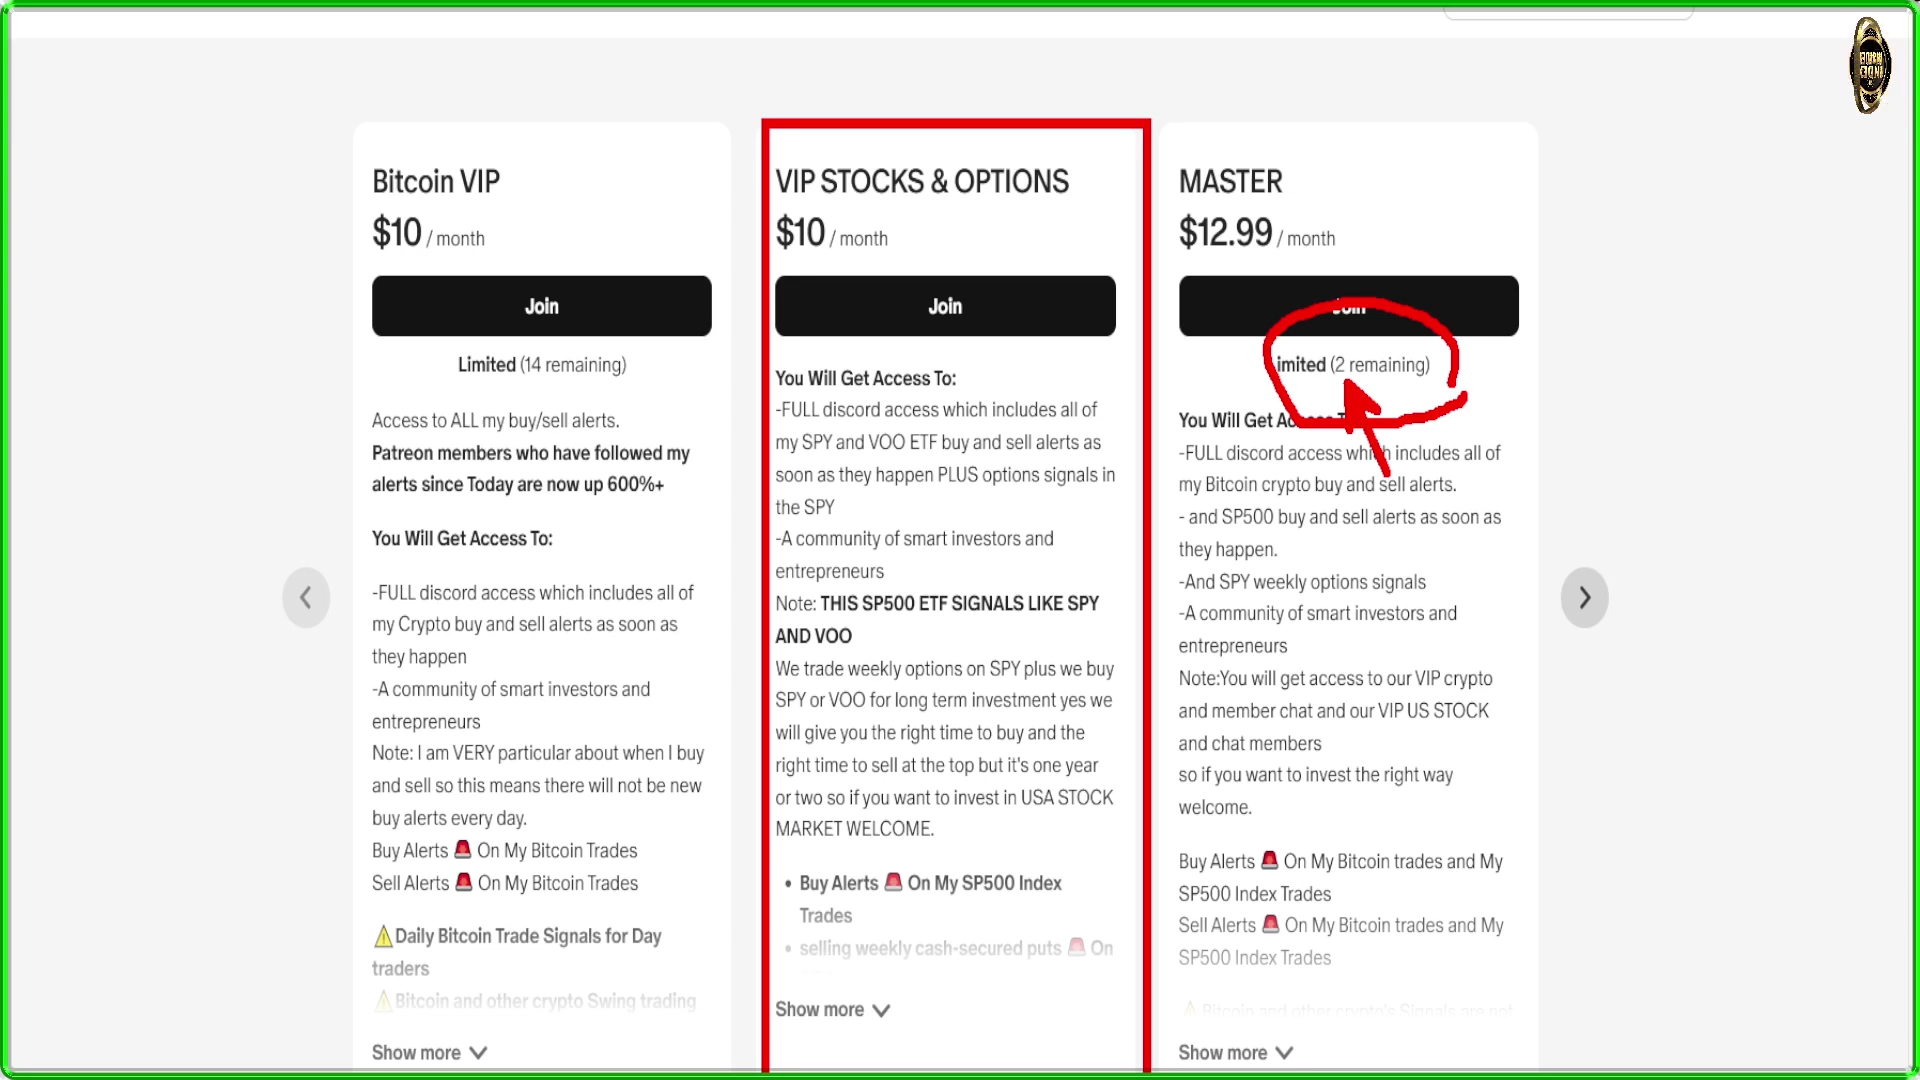 Bitcoin VIP
$10 / month
Join
Limited (14 remaining)
Access to ALL my buy/sell alerts.
Patreon members who have followed my
alerts since Today are now up 600%+
You Will Get Access To:
-FULL discord access which includes all of
my Crypto buy and sell alerts as soon as
they happen
-A community of smart investors and
entrepreneurs
Note: I am VERY particular about when I buy
and sell so this means there will not be new
buy alerts every day.
Buy Alerts 🚨 On My Bitcoin Trades
Sell Alerts 🚨 On My Bitcoin Trades
⚠️Daily Bitcoin Trade Signals for Day
traders
⚠️Bitcoin and other crypto Swing trading
Show more
VIP STOCKS & OPTIONS
$10 / month
Join
You Will Get Access To:
-FULL discord access which includes all of
my SPY and VOO ETF buy and sell alerts as
soon as they happen PLUS options signals in
the SPY
-A community of smart investors and
entrepreneurs
Note: THIS SP500 ETF SIGNALS LIKE SPY
AND VOO
We trade weekly options on SPY plus we buy
SPY or VOO for long term investment yes we
will give you the right time to buy and the
right time to sell at the top but it's one year
or two so if you want to invest in USA STOCK
MARKET WELCOME.
• Buy Alerts 🚨 On My SP500 Index
Trades
• selling weekly cash-secured puts 🚨 On
Show more
MASTER
$12.99 / month
Join
imited (2 remaining)
You Will Get Access To:
-FULL discord access which includes all of
my Bitcoin crypto buy and sell alerts.
- and SP500 buy and sell alerts as soon as
they happen.
-And SPY weekly options signals
-A community of smart investors and
entrepreneurs
Note:You will get access to our VIP crypto
and member chat and our VIP US STOCK
and chat members
so if you want to invest the right way
welcome.
Buy Alerts 🚨 On My Bitcoin trades and My
SP500 Index Trades
Sell Alerts 🚨 On My Bitcoin trades and My
SP500 Index Trades
⚠️Bitcoin and other crypto's Signals are not
Show more